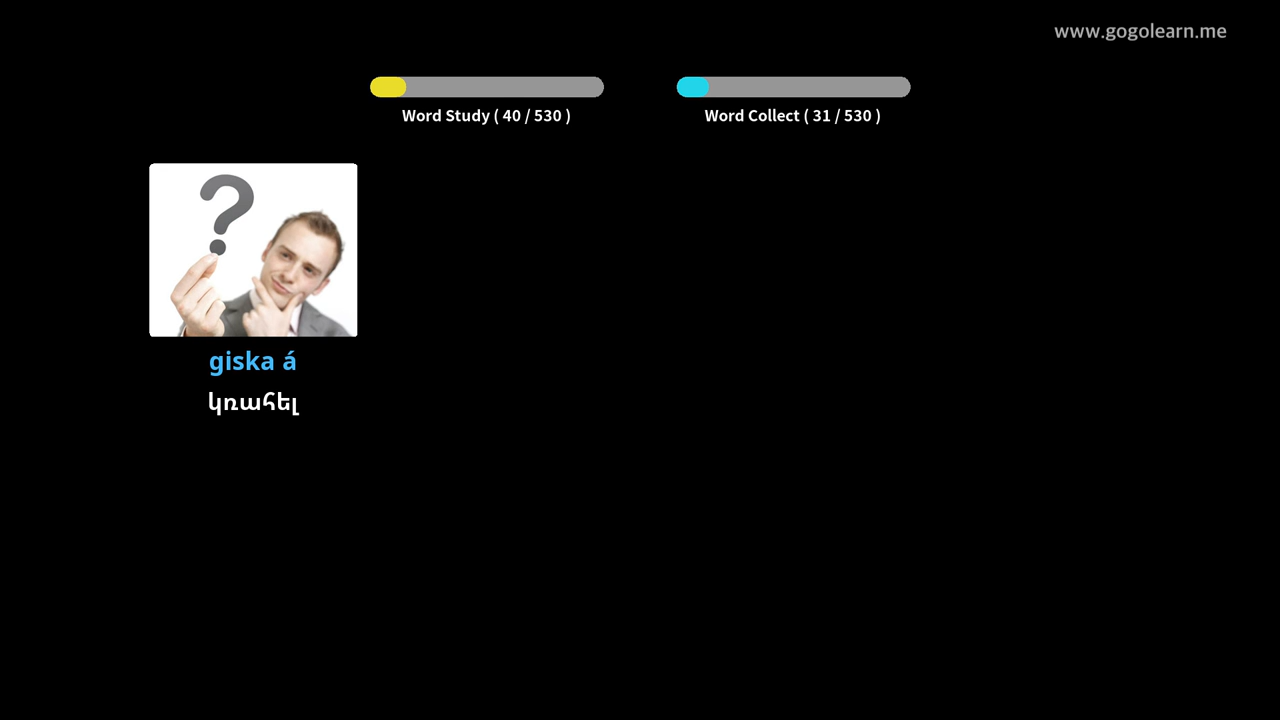 www.gogolearn.me
Word Study ( 40 / 530 )
Word Collect ( 31 / 530 )
?
giska á
կռահել